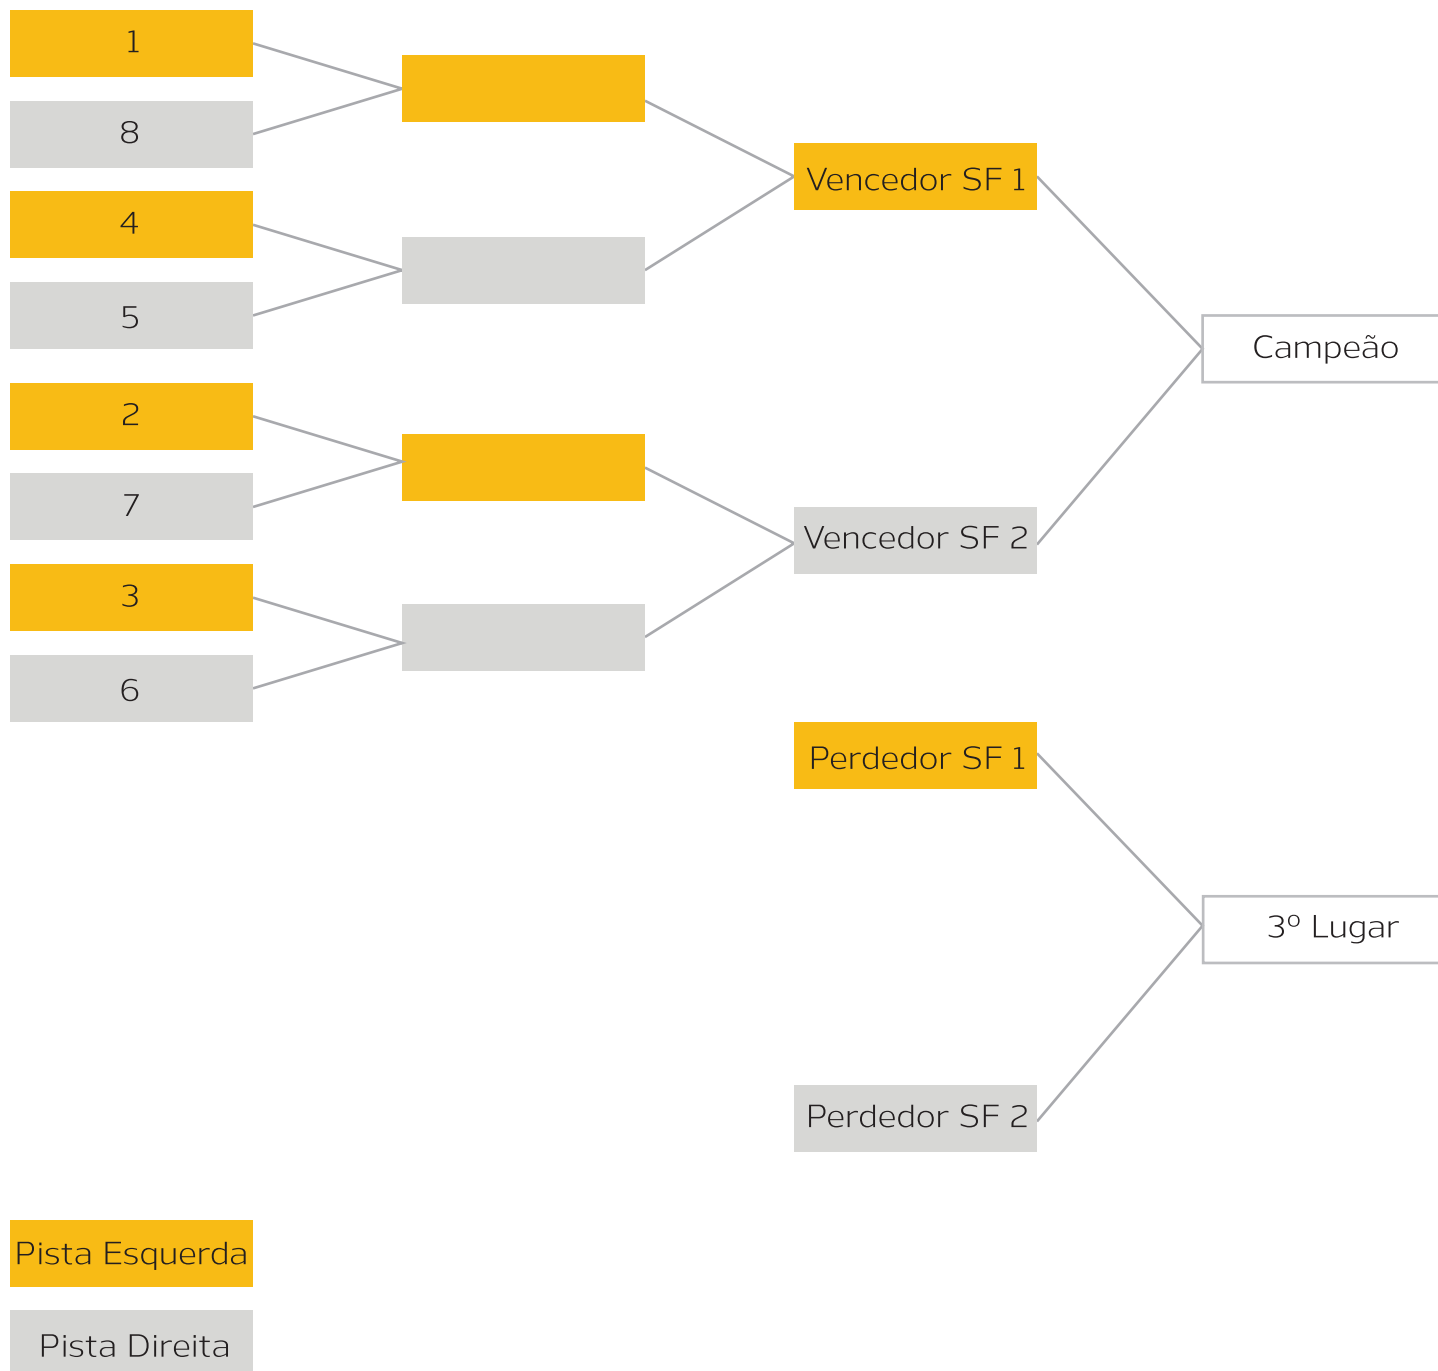 1
8
4
5
2
7
3
6
Vencedor SF 1
Vencedor SF 2
Campeão
Perdedor SF 1
Perdedor SF 2
3º Lugar
Pista Esquerda
Pista Direita